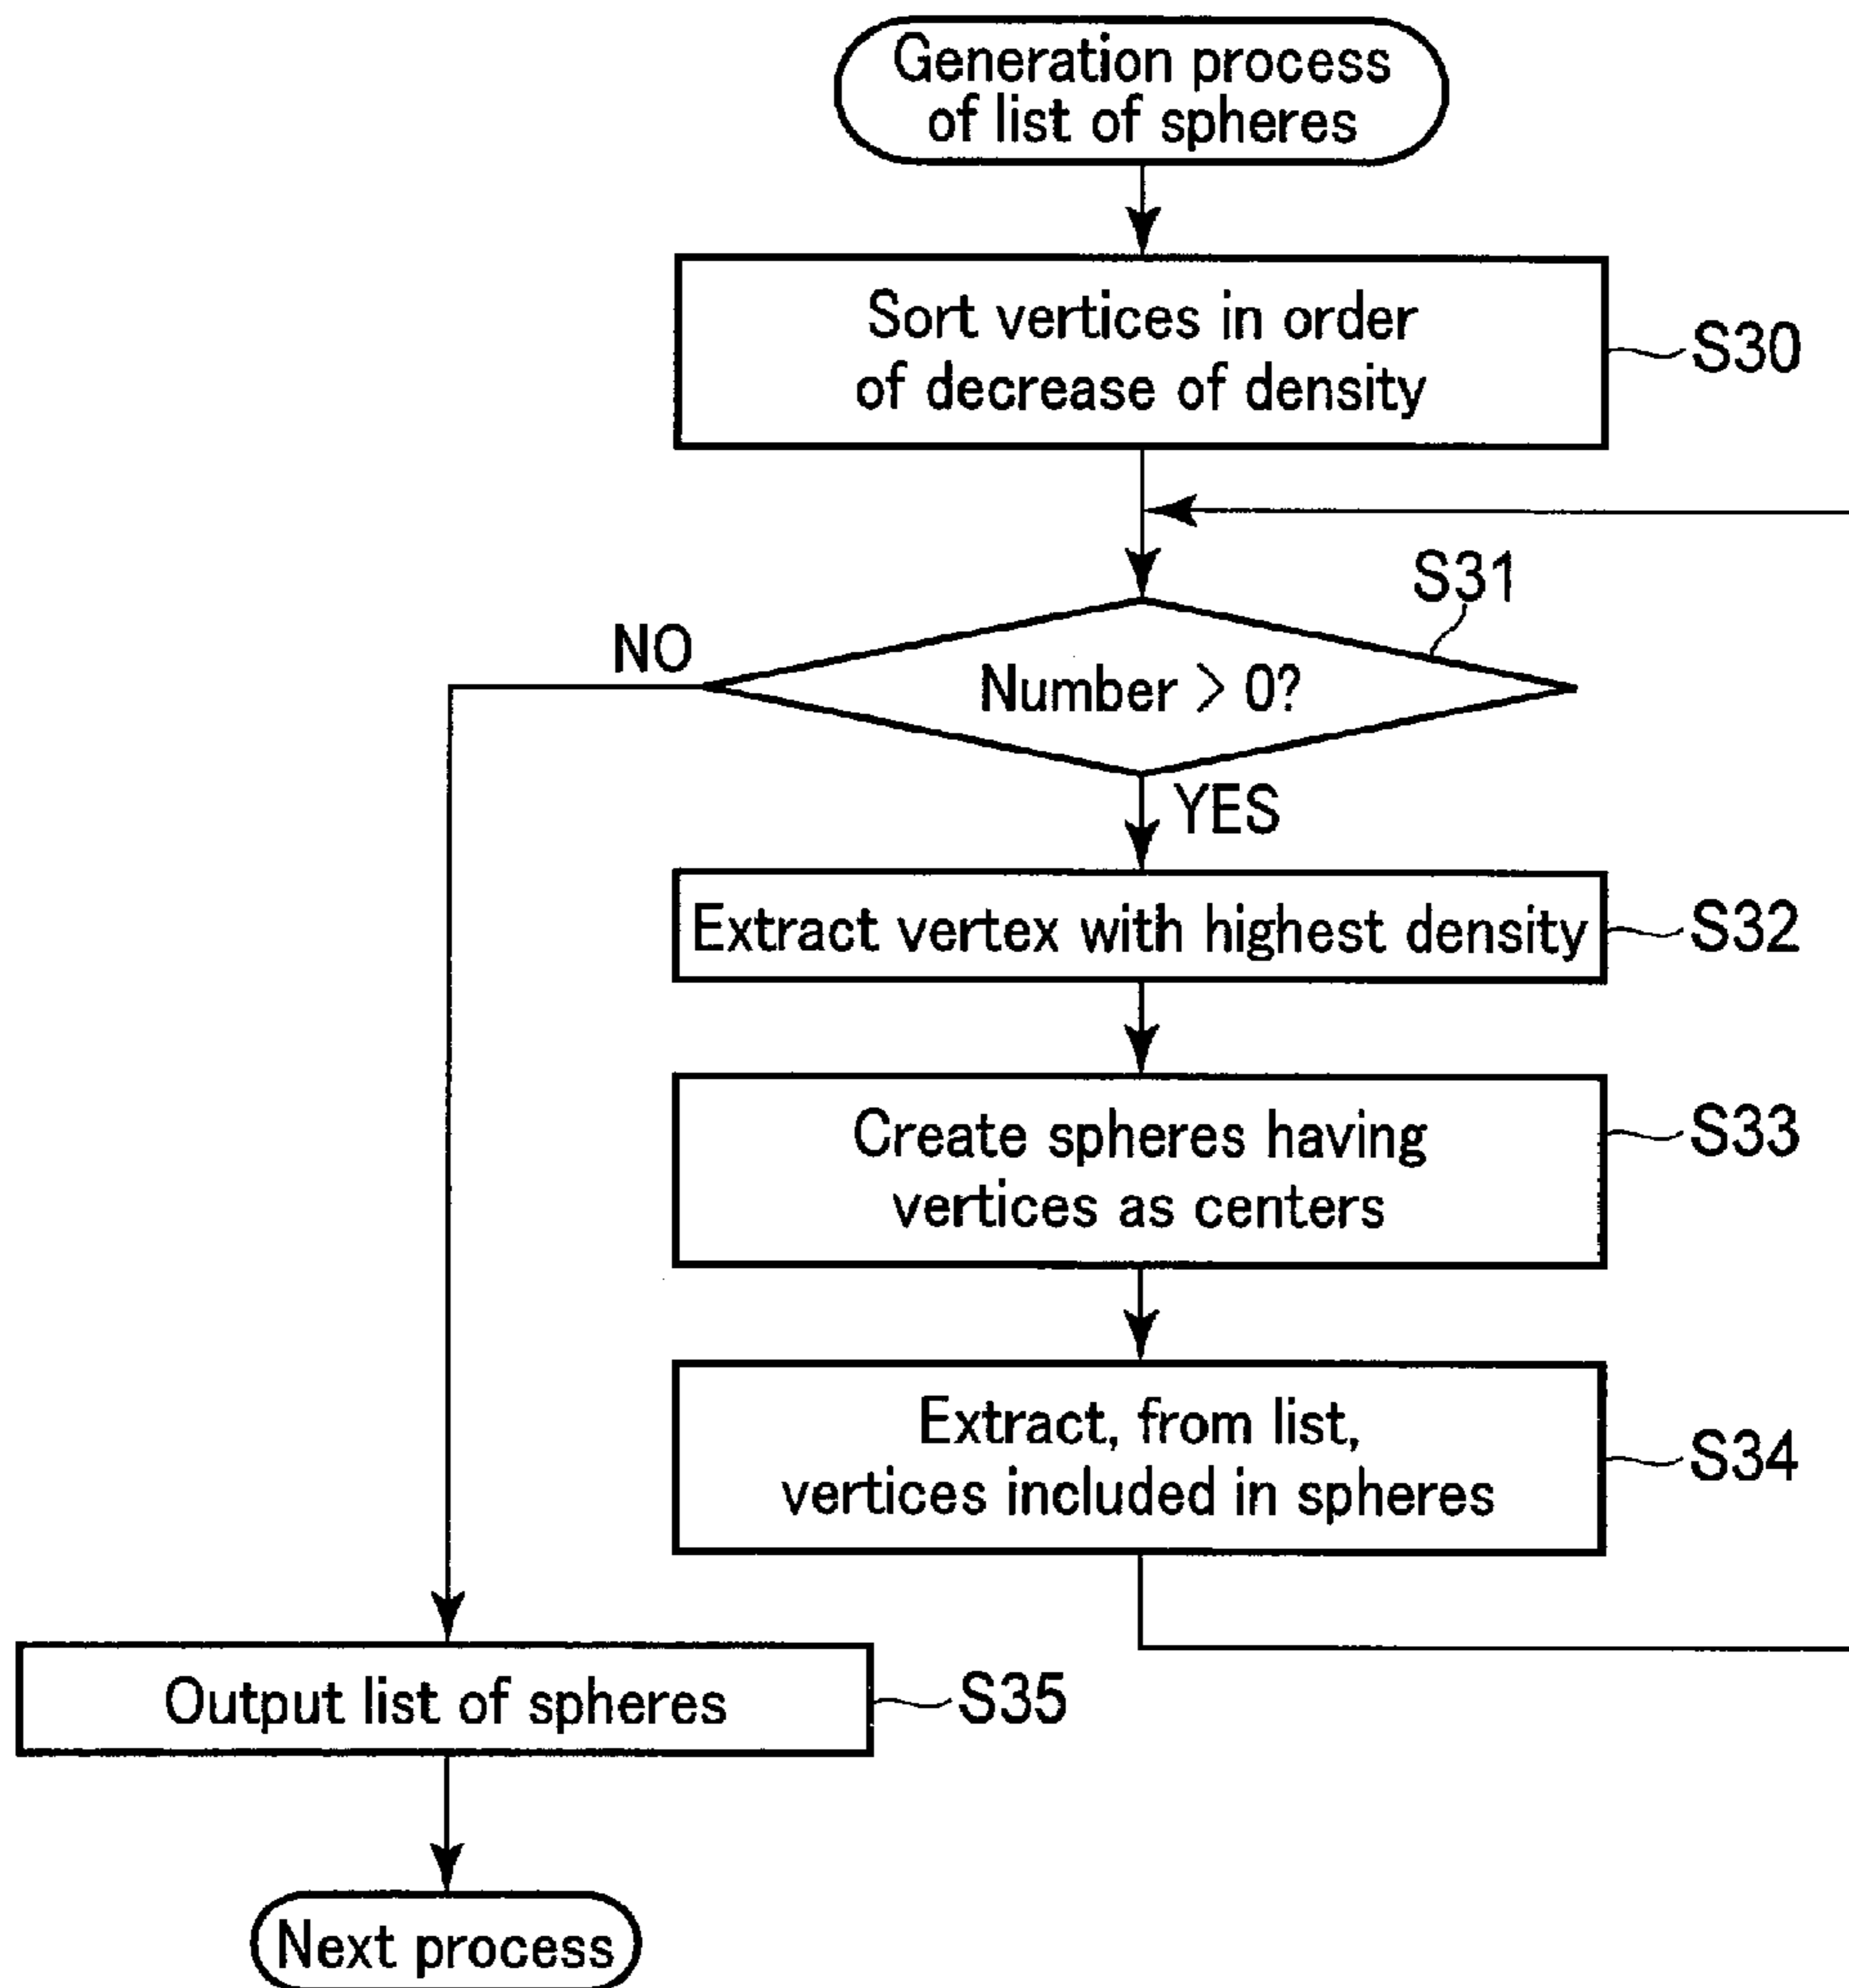 Generation process
of list of spheres
Sort vertices in order
of decrease of density
S30
S31
NO
Number > 0?
YES
Extract vertex with highest density
S32
Create spheres having
vertices as centers
S33
Extract, from list,
vertices included in spheres
S34
Output list of spheres
S35
Next process